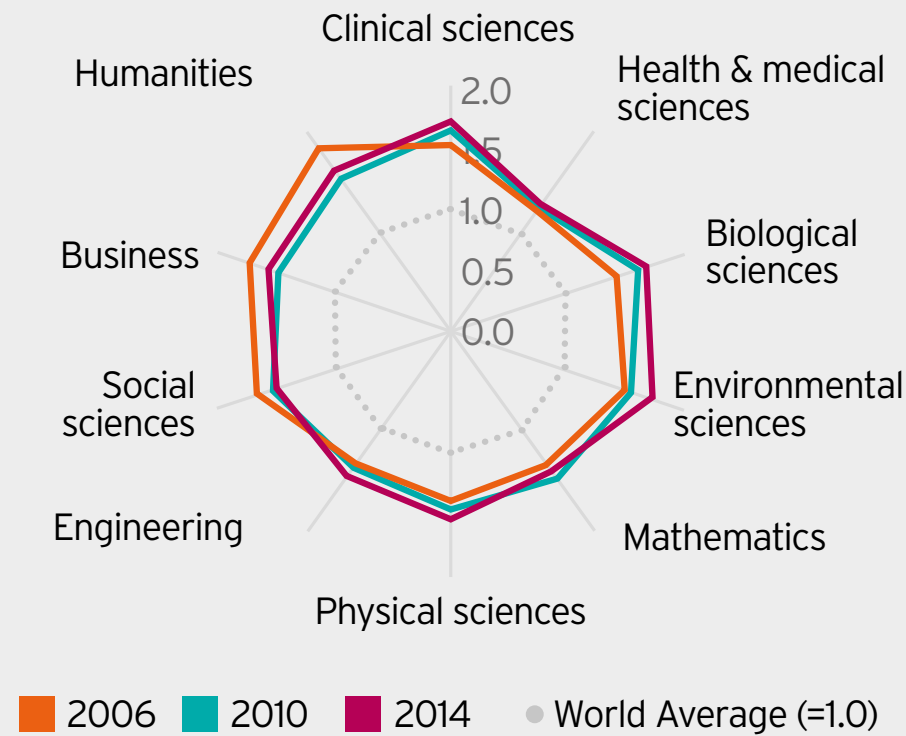 Clinical sciences
Humanities
Health & medical
sciences
2.0
1.5
1.0
0.5
0.0
Business
Biological
sciences
Social
sciences
Environmental
sciences
Engineering
Mathematics
Physical sciences
2006 2010 2014 World Average (=1.0)